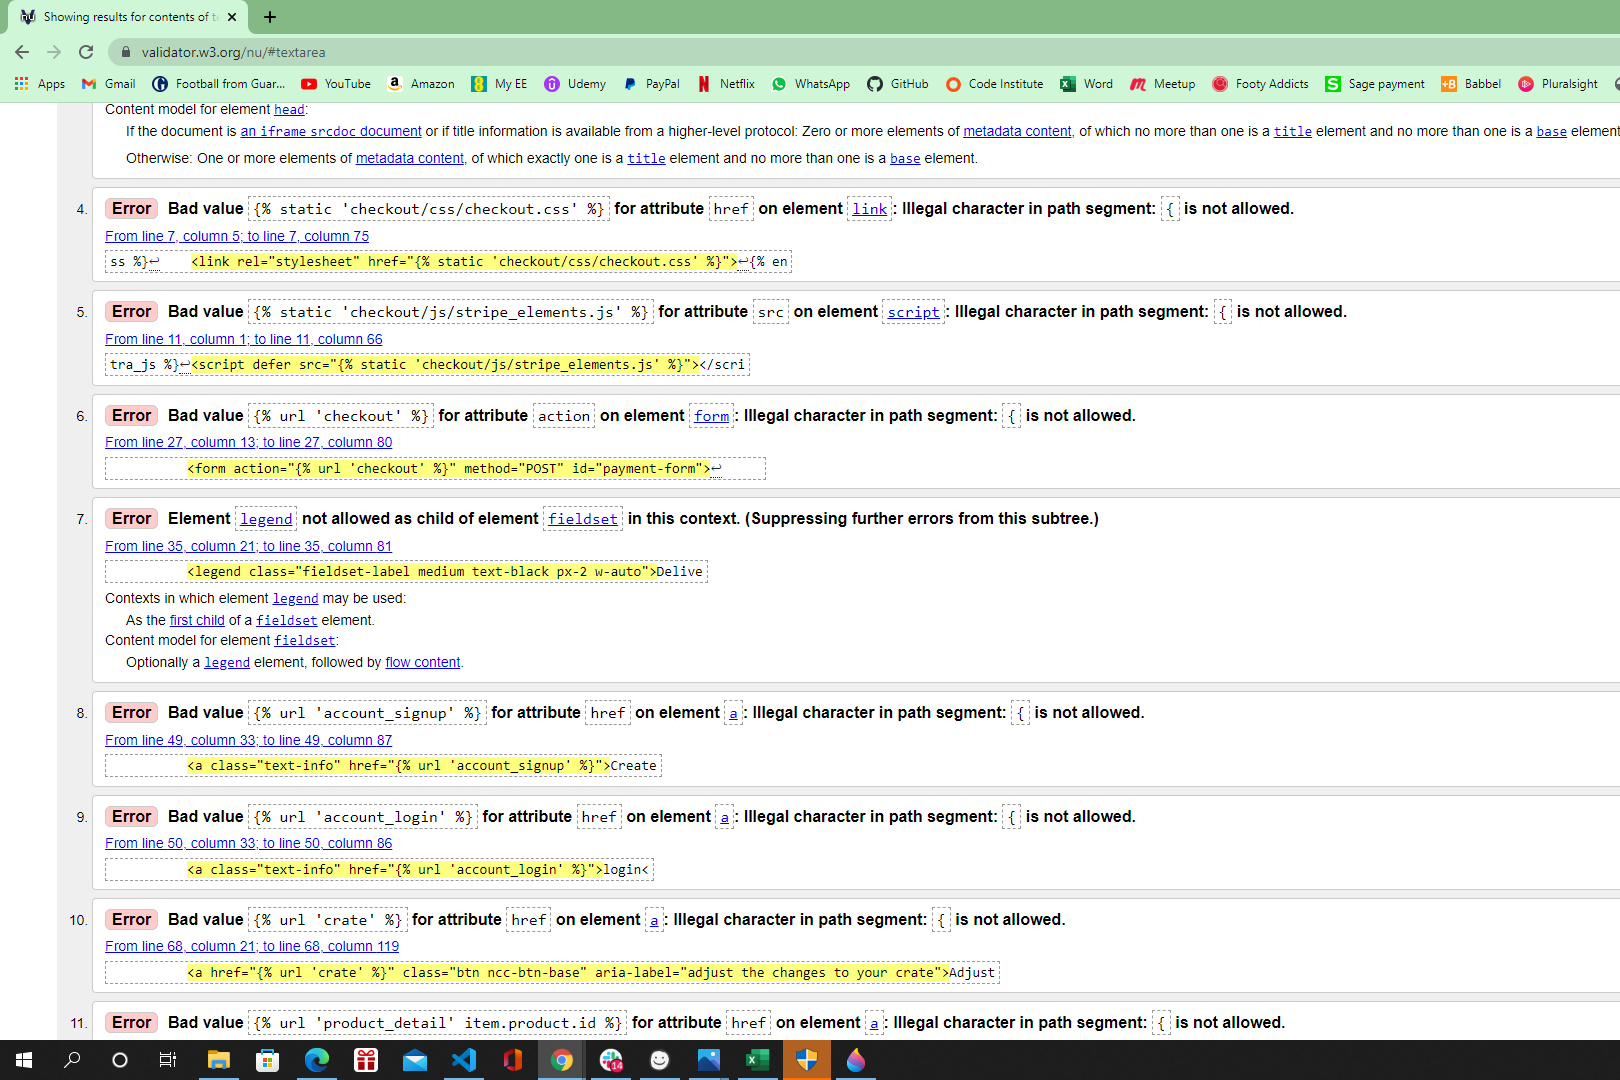 Showing results for contents of t
validator.w3.org/nu/#textarea
Apps Gmail Football from Guar... YouTube Amazon My EE Udemy PayPal Netflix WhatsApp GitHub Code Institute Word Meetup Footy Addicts Sage payment Babbel Pluralsight
Content model for element head:
If the document is an iframe srcdoc document or if title information is available from a higher-level protocol: Zero or more elements of metadata content, of which no more than one is a title element and no more than one is a base element
Otherwise: One or more elements of metadata content, of which exactly one is a title element and no more than one is a base element.
4. Error Bad value {% static 'checkout/css/checkout.css' %} for attribute href on element link: Illegal character in path segment: { is not allowed.
From line 7, column 5; to line 7, column 75
ss %}↩ <link rel="stylesheet" href="{% static 'checkout/css/checkout.css' %}">↩{% en
5. Error Bad value {% static 'checkout/js/stripe_elements.js' %} for attribute src on element script: Illegal character in path segment: { is not allowed.
From line 11, column 1; to line 11, column 66
tra_js %}↩<script defer src="{% static 'checkout/js/stripe_elements.js' %}"></scri
6. Error Bad value {% url 'checkout' %} for attribute action on element form: Illegal character in path segment: { is not allowed.
From line 27, column 13; to line 27, column 80
<form action="{% url 'checkout' %}" method="POST" id="payment-form">↩
7. Error Element legend not allowed as child of element fieldset in this context. (Suppressing further errors from this subtree.)
From line 35, column 21; to line 35, column 81
<legend class="fieldset-label medium text-black px-2 w-auto">Delive
Contexts in which element legend may be used:
As the first child of a fieldset element.
Content model for element fieldset:
Optionally a legend element, followed by flow content.
8. Error Bad value {% url 'account_signup' %} for attribute href on element a: Illegal character in path segment: { is not allowed.
From line 49, column 33; to line 49, column 87
<a class="text-info" href="{% url 'account_signup' %}">Create
9. Error Bad value {% url 'account_login' %} for attribute href on element a: Illegal character in path segment: { is not allowed.
From line 50, column 33; to line 50, column 86
<a class="text-info" href="{% url 'account_login' %}">login<
10. Error Bad value {% url 'crate' %} for attribute href on element a: Illegal character in path segment: { is not allowed.
From line 68, column 21; to line 68, column 119
<a href="{% url 'crate' %}" class="btn ncc-btn-base" aria-label="adjust the changes to your crate">Adjust
11. Error Bad value {% url 'product_detail' item.product.id %} for attribute href on element a: Illegal character in path segment: { is not allowed.
14